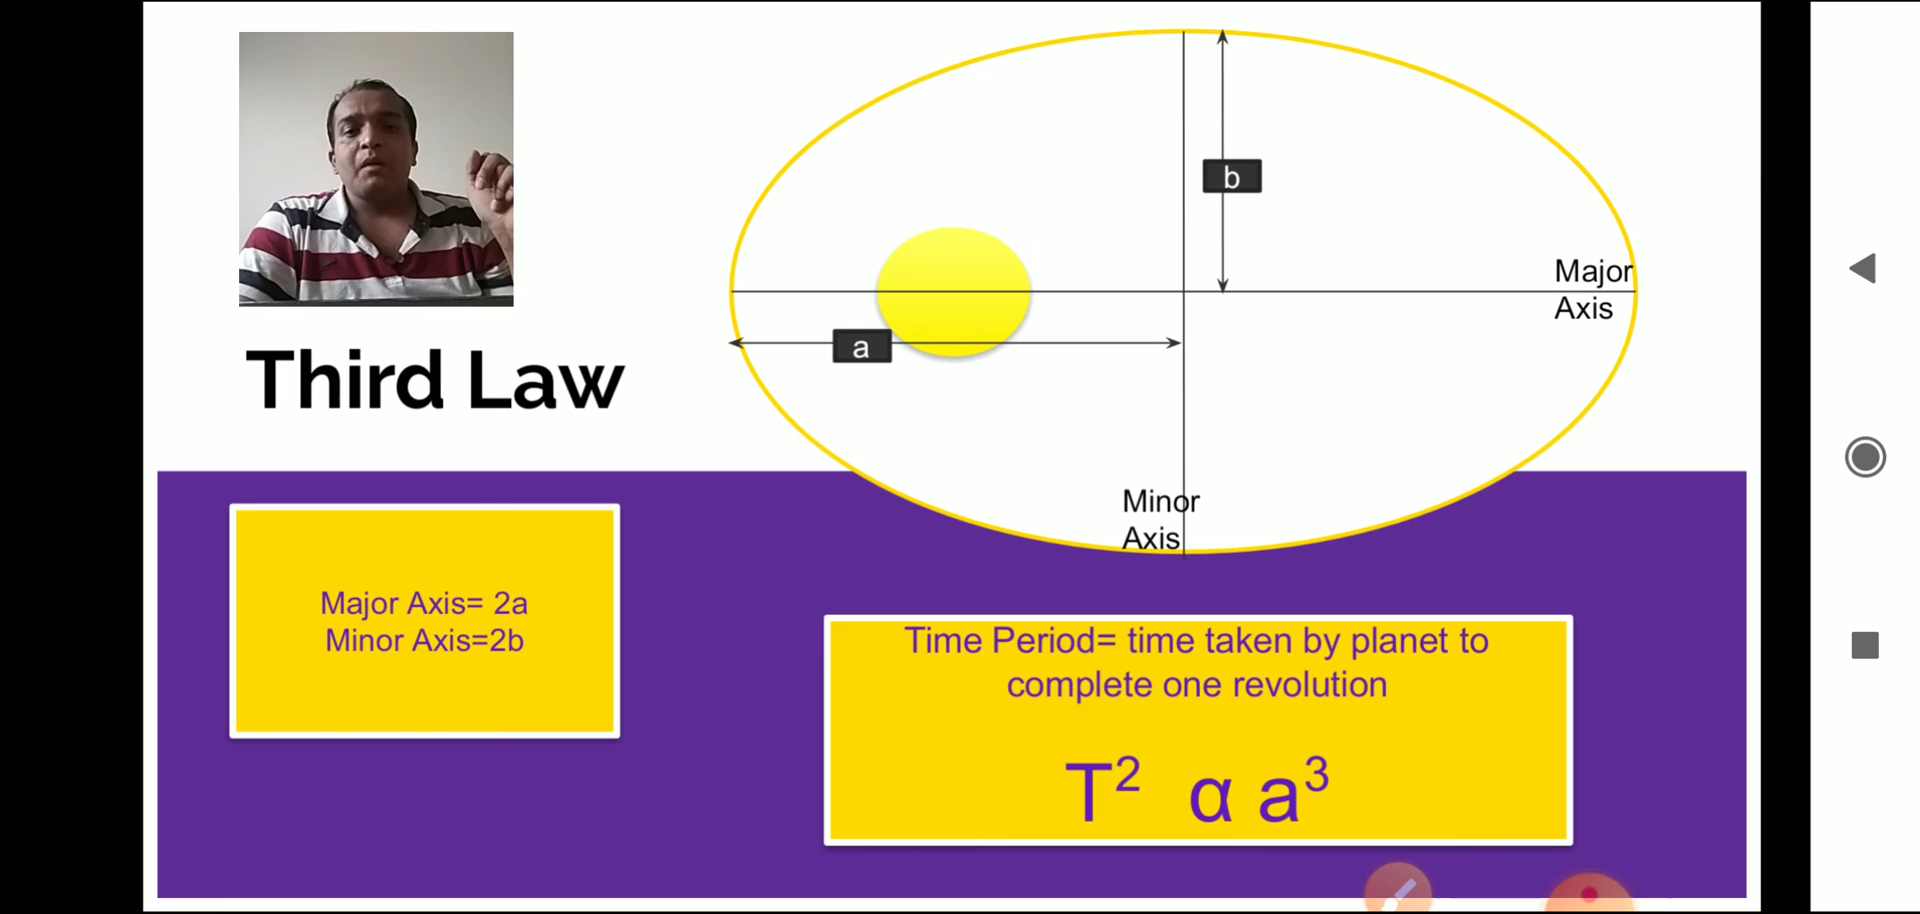 b
Major
Axis
a
Third Law
Minor
Axis
Major Axis= 2a
Minor Axis=2b
Time Period= time taken by planet to
complete one revolution
T² α a³